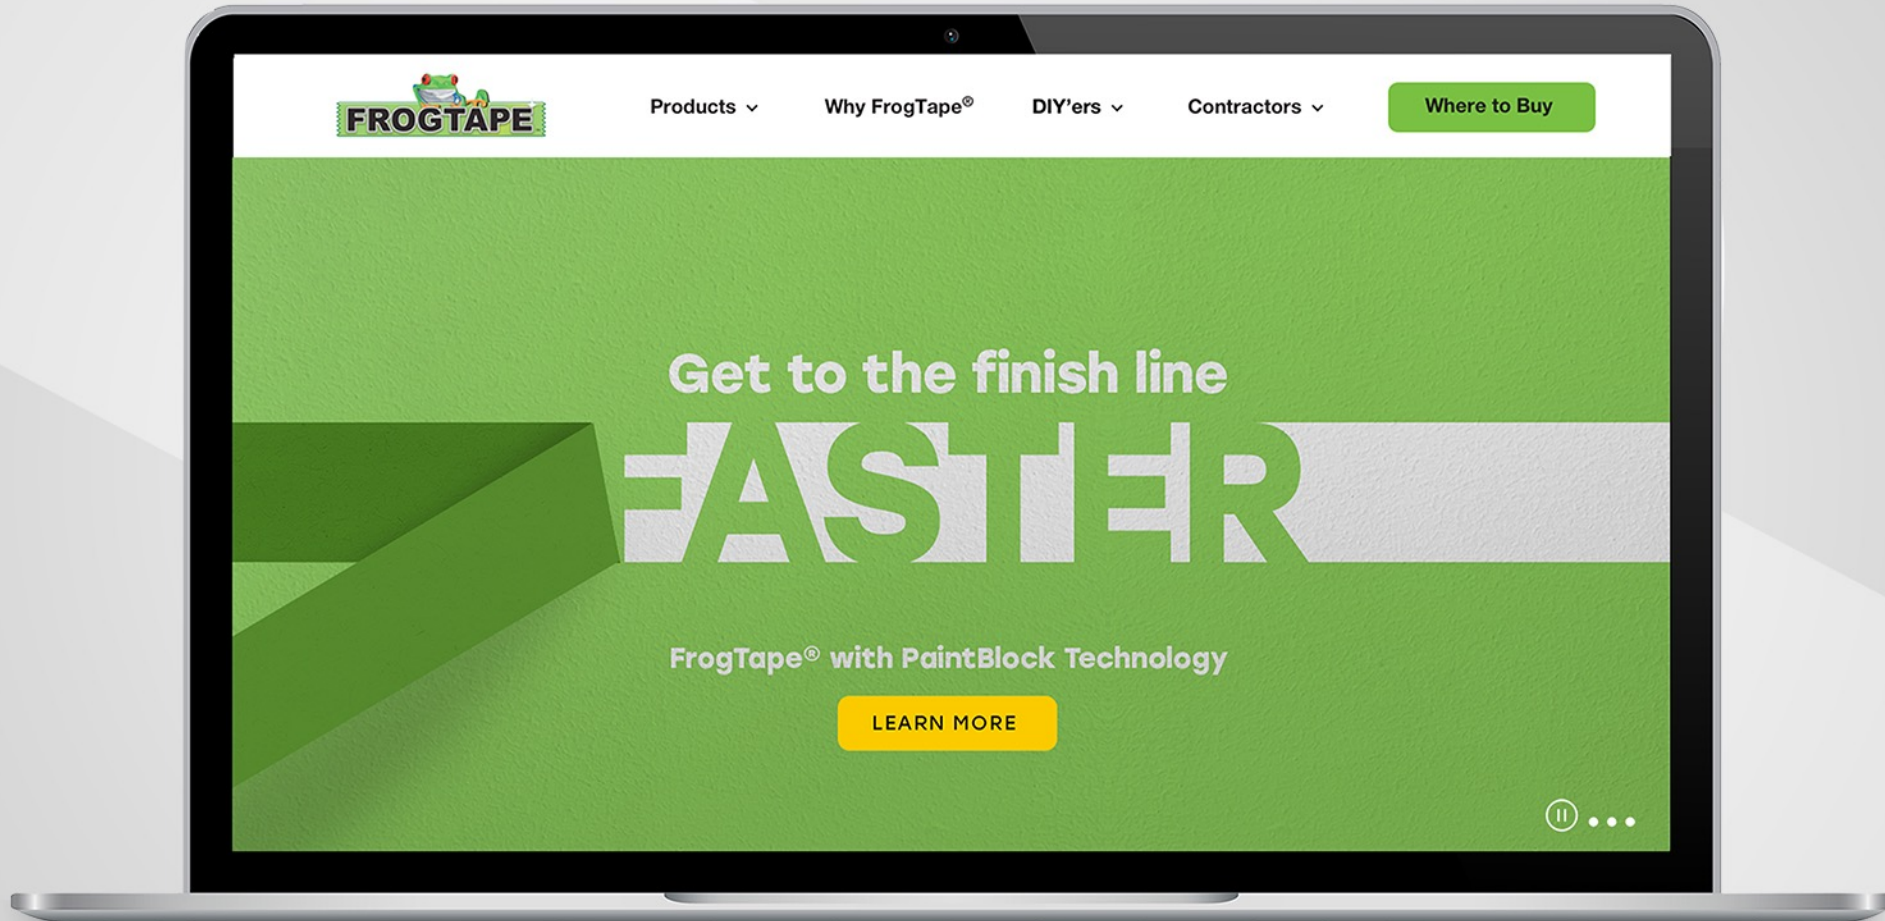 FROGTAPE
Products
Why FrogTape®
DIY’ers
Contractors
Where to Buy
Get to the finish line
FASTER
FrogTape® with PaintBlock Technology
LEARN MORE